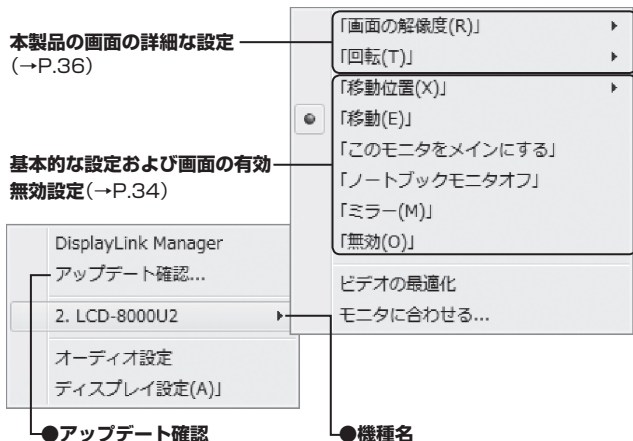 本製品の画面の詳細な設定
(→P.36)
基本的な設定および画面の有効
無効設定(→P.34)
「画面の解像度(R)」
「回転(T)」
「移動位置(X)」
「移動(E)」
「このモニタをメインにする」
「ノートブックモニタオフ」
「ミラー(M)」
「無効(O)」
ビデオの最適化
モニタに合わせる...
DisplayLink Manager
アップデート確認...
2. LCD-8000U2
オーディオ設定
ディスプレイ設定(A)」
●アップデート確認
●機種名